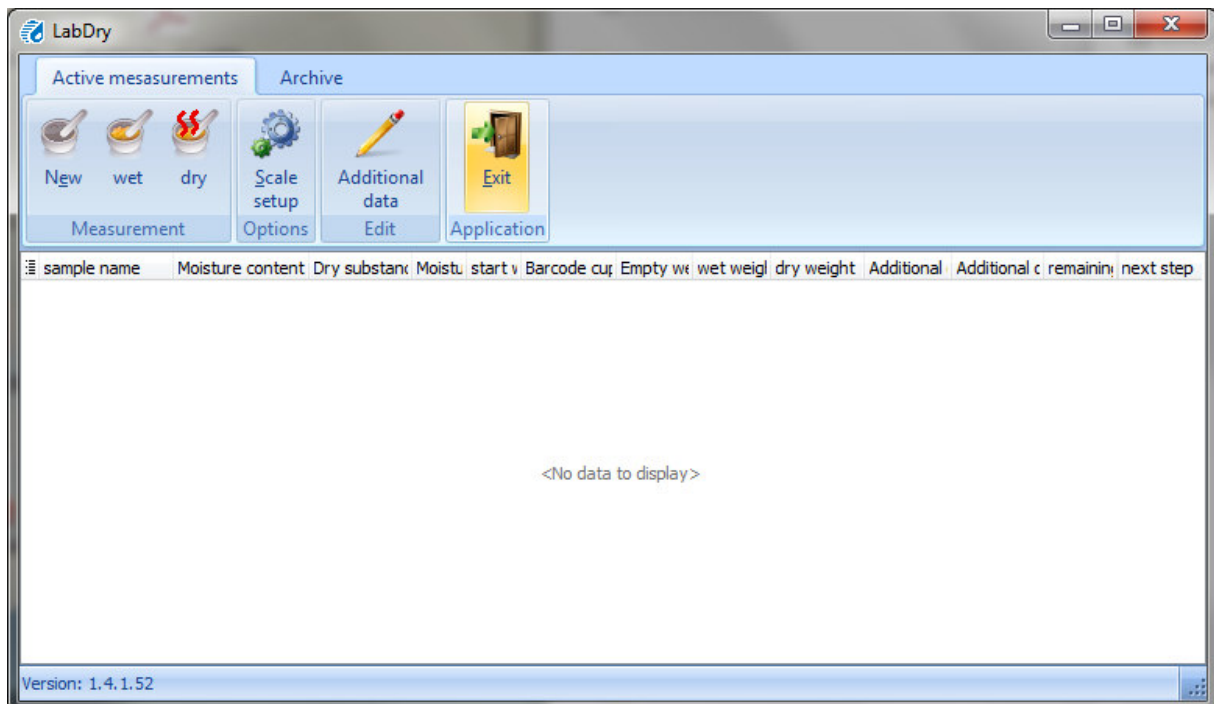 LabDry
Active mesasurements Archive
New wet dry Scale setup Additional data Exit
Measurement Options Edit Application
sample name Moisture content Dry substanc Moistu start v Barcode cup Empty we wet weigl dry weight Additional Additional c remaining next step
<No data to display>
Version: 1.4.1.52